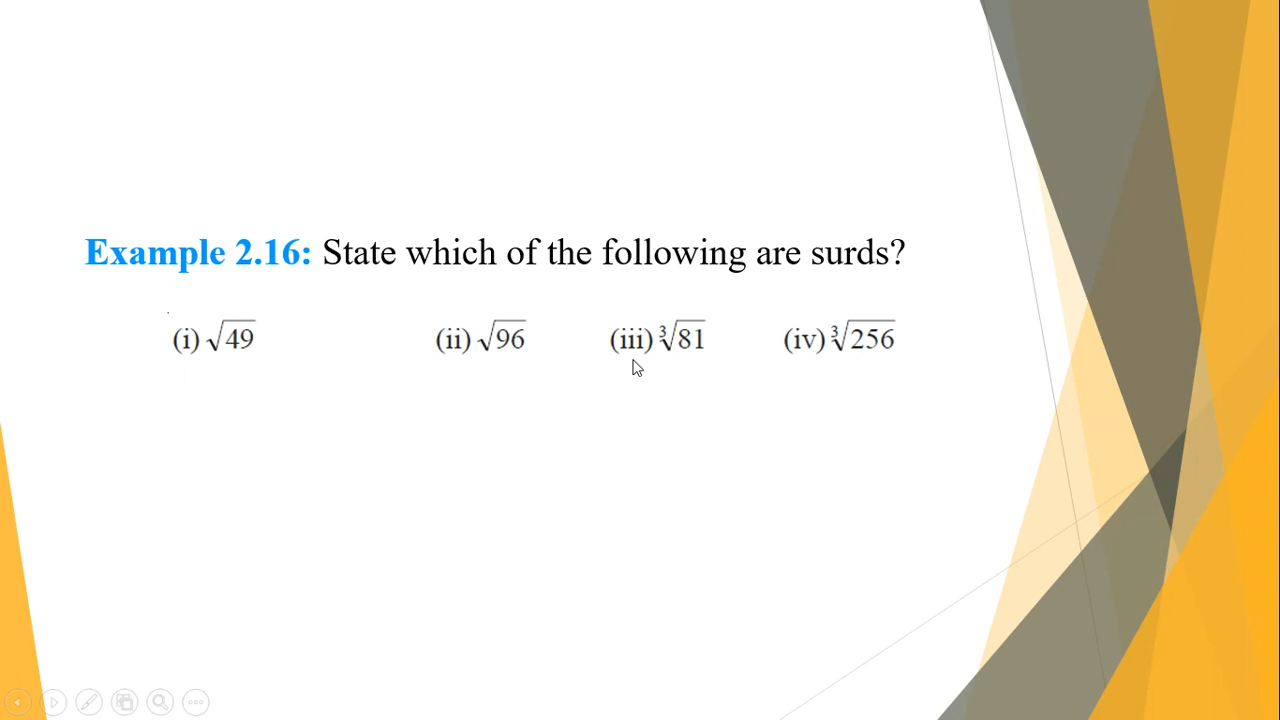 Example 2.16: State which of the following are surds?
(i) √49 (ii) √96 (iii) ∛81 (iv) ∛256